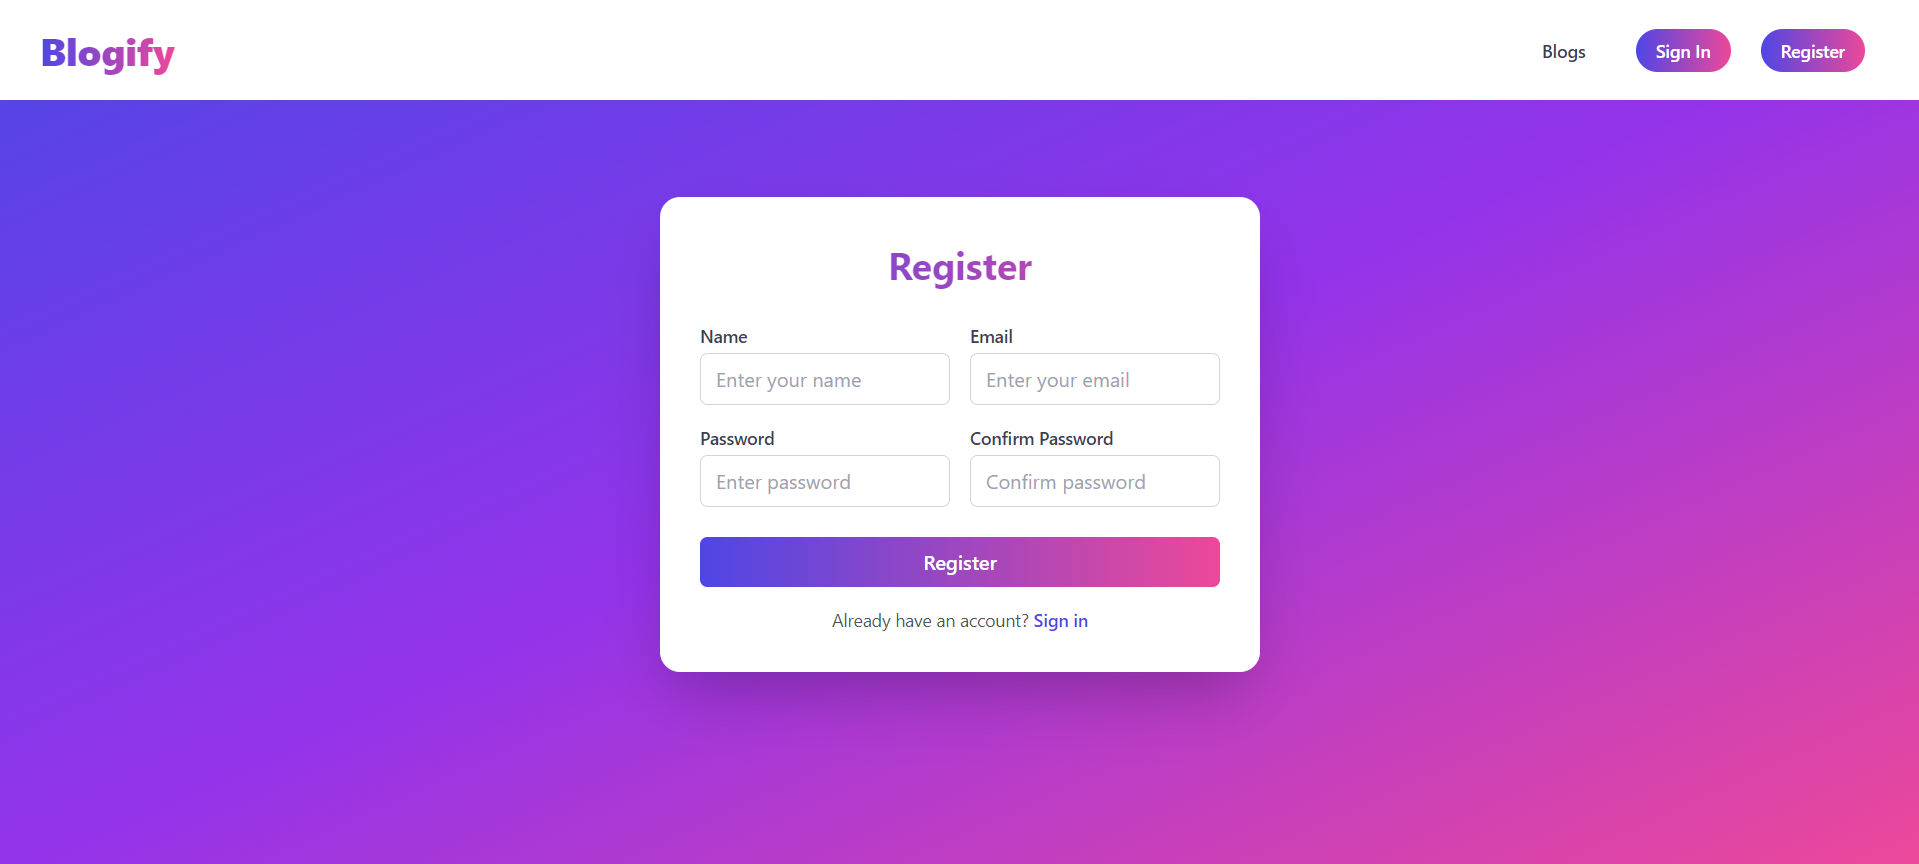 Blogify
Blogs
Sign In
Register
Register
Name
Email
Enter your name
Enter your email
Password
Confirm Password
Enter password
Confirm password
Register
Already have an account? Sign in